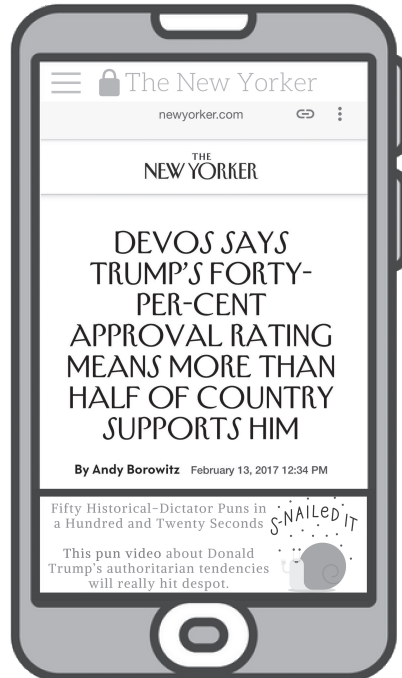 The New Yorker
newyorker.com
THE
NEW YORKER
DEVOS SAYS
TRUMP'S FORTY-
PER-CENT
APPROVAL RATING
MEANS MORE THAN
HALF OF COUNTRY
SUPPORTS HIM
By Andy Borowitz February 13, 2017 12:34 PM
Fifty Historical-Dictator Puns in
a Hundred and Twenty Seconds
S-NAILeD IT
This pun video about Donald
Trump's authoritarian tendencies
will really hit despot.